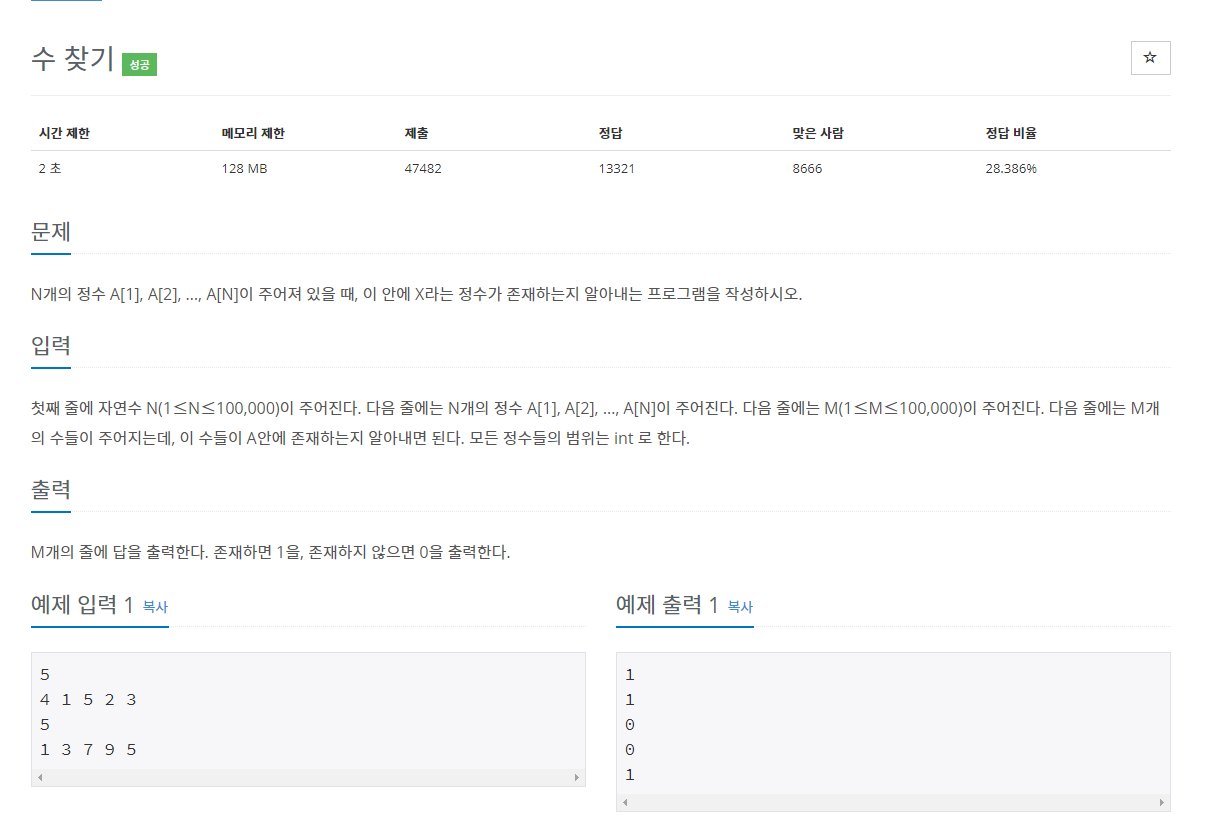 수 찾기 성공
☆
시간 제한 메모리 제한 제출 정답 맞은 사람 정답 비율
2 초 128 MB 47482 13321 8666 28.386%
문제
N개의 정수 A[1], A[2], …, A[N]이 주어져 있을 때, 이 안에 X라는 정수가 존재하는지 알아내는 프로그램을 작성하시오.
입력
첫째 줄에 자연수 N(1≤N≤100,000)이 주어진다. 다음 줄에는 N개의 정수 A[1], A[2], …, A[N]이 주어진다. 다음 줄에는 M(1≤M≤100,000)이 주어진다. 다음 줄에는 M개
의 수들이 주어지는데, 이 수들이 A안에 존재하는지 알아내면 된다. 모든 정수들의 범위는 int 로 한다.
출력
M개의 줄에 답을 출력한다. 존재하면 1을, 존재하지 않으면 0을 출력한다.
예제 입력 1 복사
5
4 1 5 2 3
5
1 3 7 9 5
예제 출력 1 복사
1
1
0
0
1